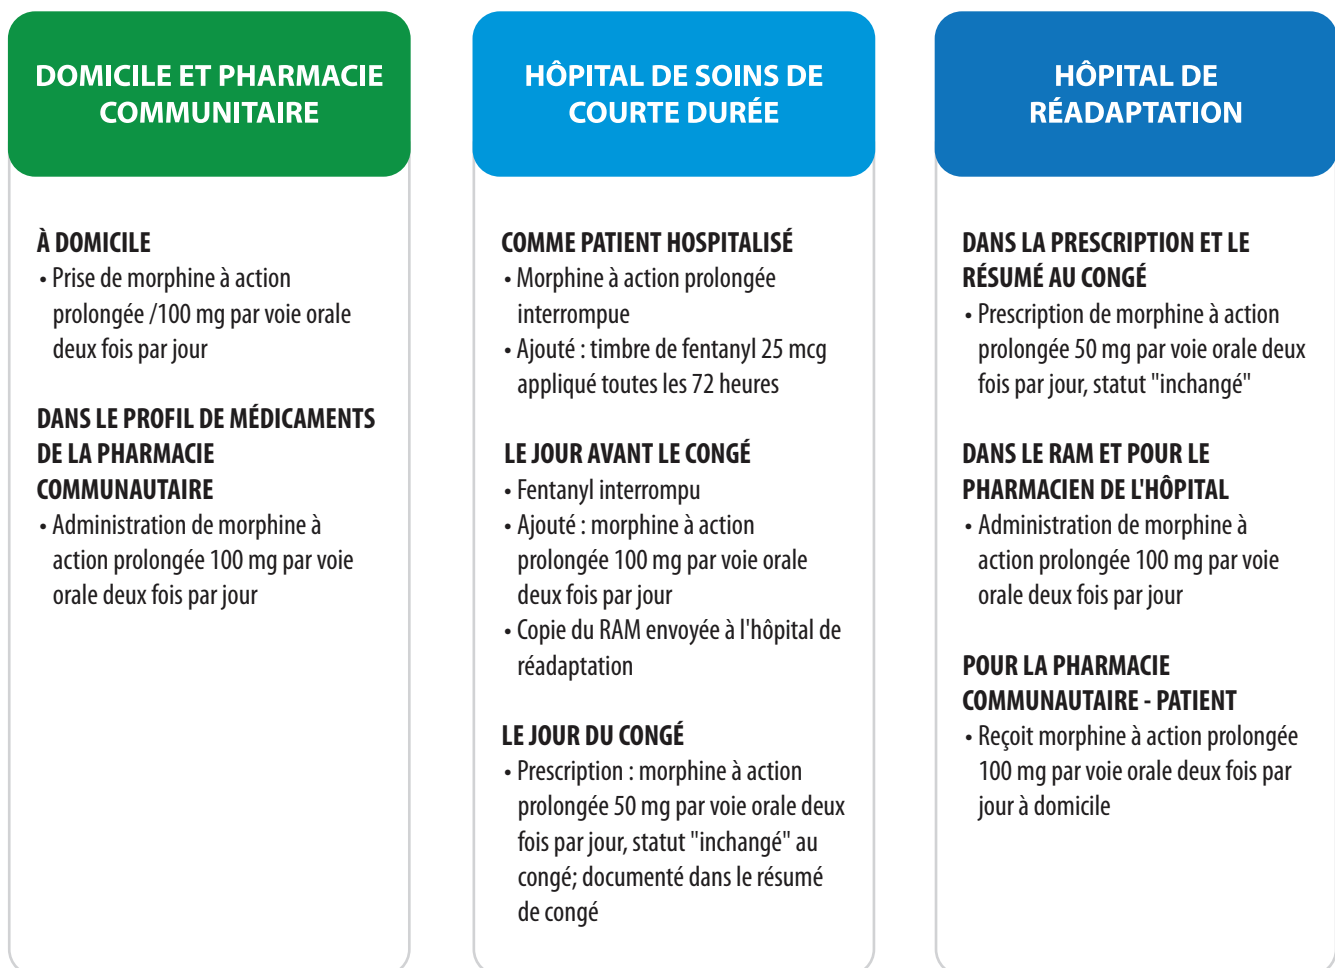 DOMICILE ET PHARMACIE
COMMUNITAIRE
À DOMICILE
• Prise de morphine à action
prolongée /100 mg par voie orale
deux fois par jour
DANS LE PROFIL DE MÉDICAMENTS
DE LA PHARMACIE
COMMUNAUTAIRE
• Administration de morphine à
action prolongée 100 mg par voie
orale deux fois par jour
HÔPITAL DE SOINS DE
COURTE DURÉE
COMME PATIENT HOSPITALISÉ
• Morphine à action prolongée
interrompue
• Ajouté : timbre de fentanyl 25 mcg
appliqué toutes les 72 heures
LE JOUR AVANT LE CONGÉ
• Fentanyl interrompu
• Ajouté : morphine à action
prolongée 100 mg par voie orale
deux fois par jour
• Copie du RAM envoyée à l'hôpital de
réadaptation
LE JOUR DU CONGÉ
• Prescription : morphine à action
prolongée 50 mg par voie orale deux
fois par jour, statut "inchangé" au
congé; documenté dans le résumé
de congé
HÔPITAL DE
RÉADAPTATION
DANS LA PRESCRIPTION ET LE
RÉSUMÉ AU CONGÉ
• Prescription de morphine à action
prolongée 50 mg par voie orale deux
fois par jour, statut "inchangé"
DANS LE RAM ET POUR LE
PHARMACIEN DE L'HÔPITAL
• Administration de morphine à
action prolongée 100 mg par voie
orale deux fois par jour
POUR LA PHARMACIE
COMMUNAUTAIRE - PATIENT
• Reçoit morphine à action prolongée
100 mg par voie orale deux fois par
jour à domicile